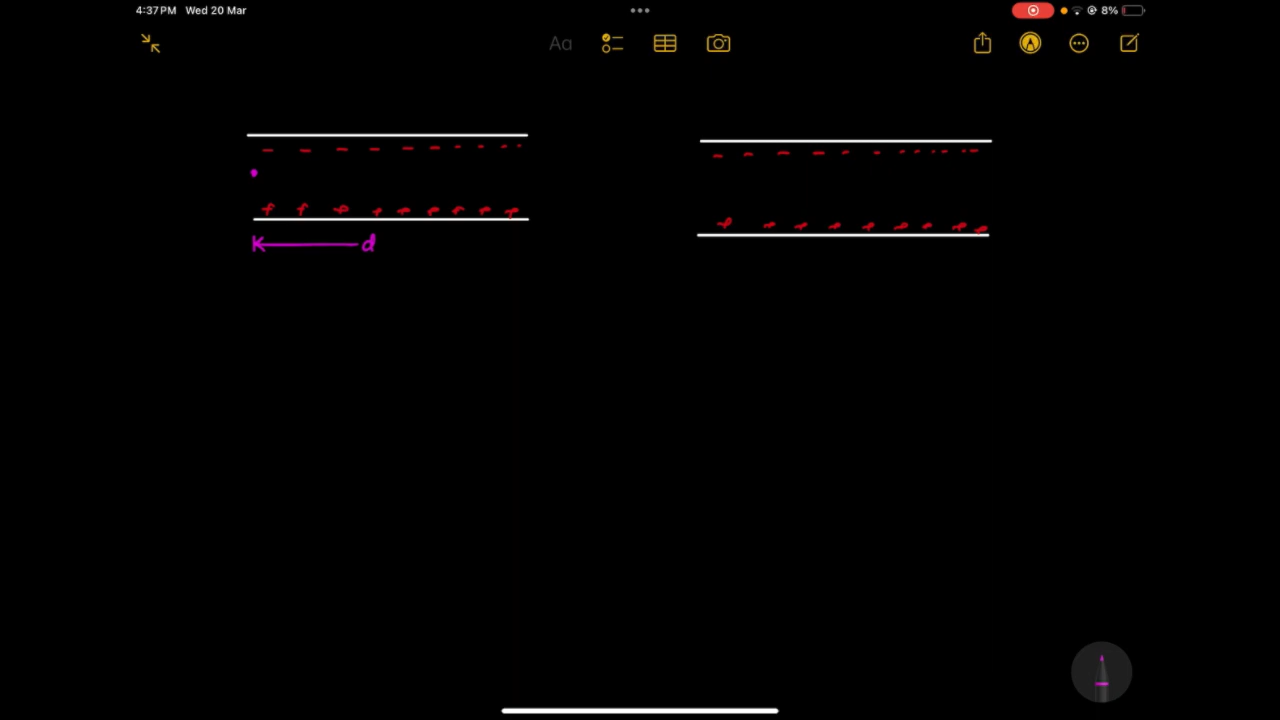 4:37 PM Wed 20 Mar
8%
Aa
- - - - - - - - - -
- - - - - - - - - - - -
+ + + + + + + + +
+ + + + + + + + +
d